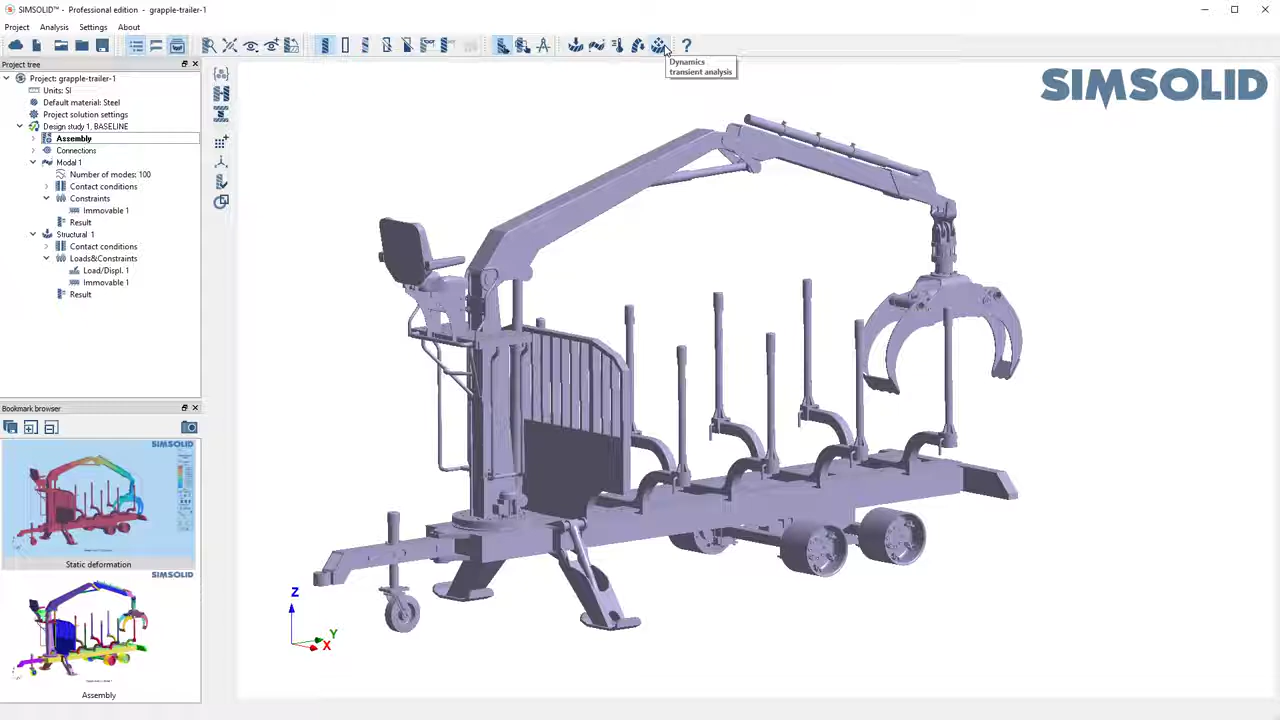 SIMSOLID™ - Professional edition - grapple-trailer-1
Project Analysis Settings About
Dynamics
transient analysis
Project tree
Project: grapple-trailer-1
Units: SI
Default material: Steel
Project solution settings
Design study 1, BASELINE
Assembly
Connections
Modal 1
Number of modes: 100
Contact conditions
Constraints
Immovable 1
Result
Structural 1
Contact conditions
Loads&Constraints
Load/Displ. 1
Immovable 1
Result
Bookmark browser
SIMSOLID
Static deformation
SIMSOLID
Assembly
SIMSOLID
Z
Y
X